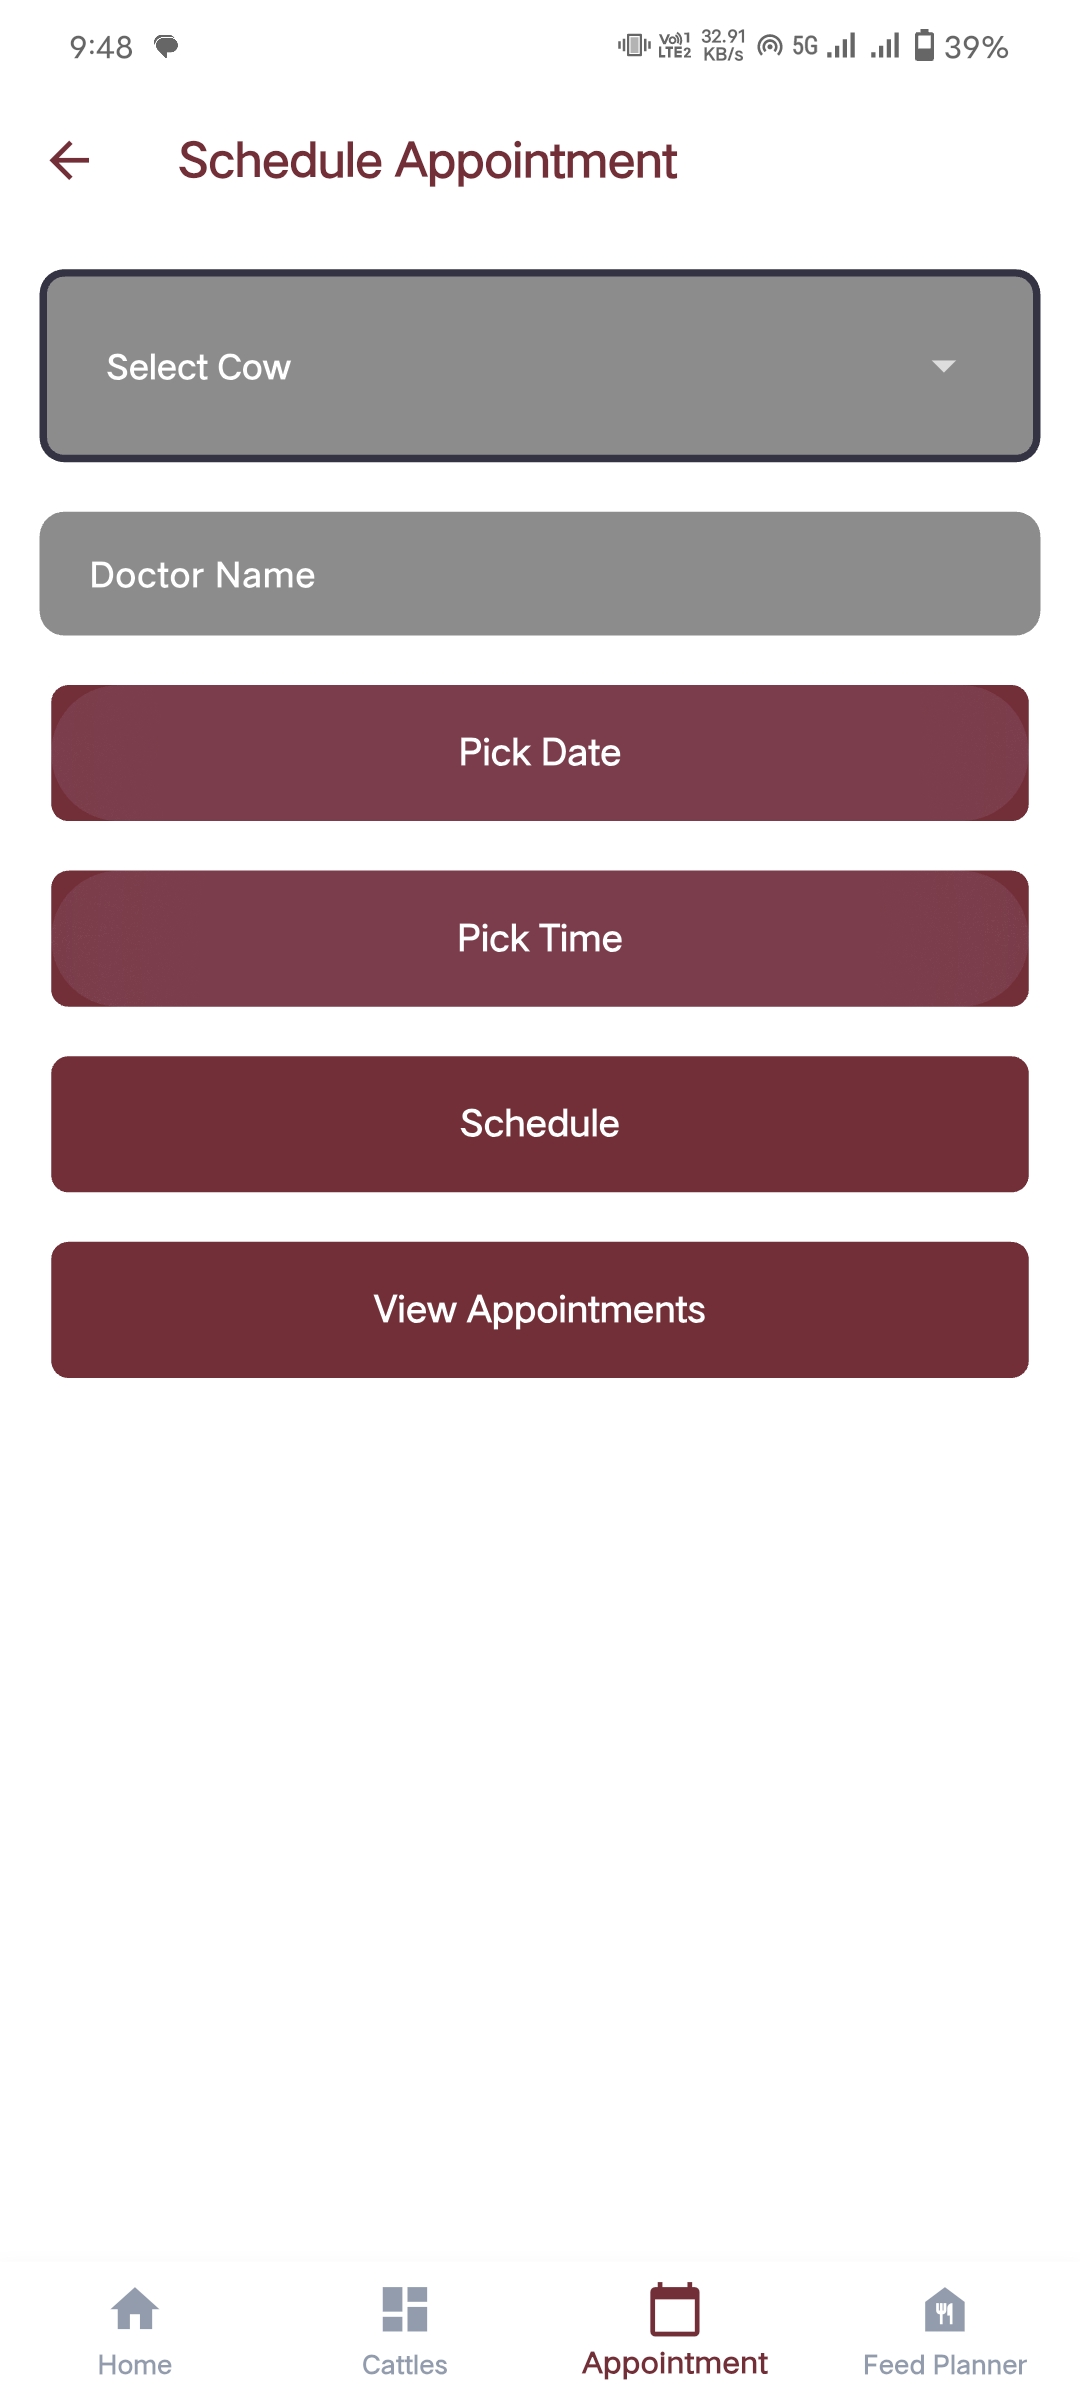 9:48 Vo))1 LTE2 32.91 KB/s 5G 39%
Schedule Appointment
Select Cow
Doctor Name
Pick Date
Pick Time
Schedule
View Appointments
Home Cattles Appointment Feed Planner